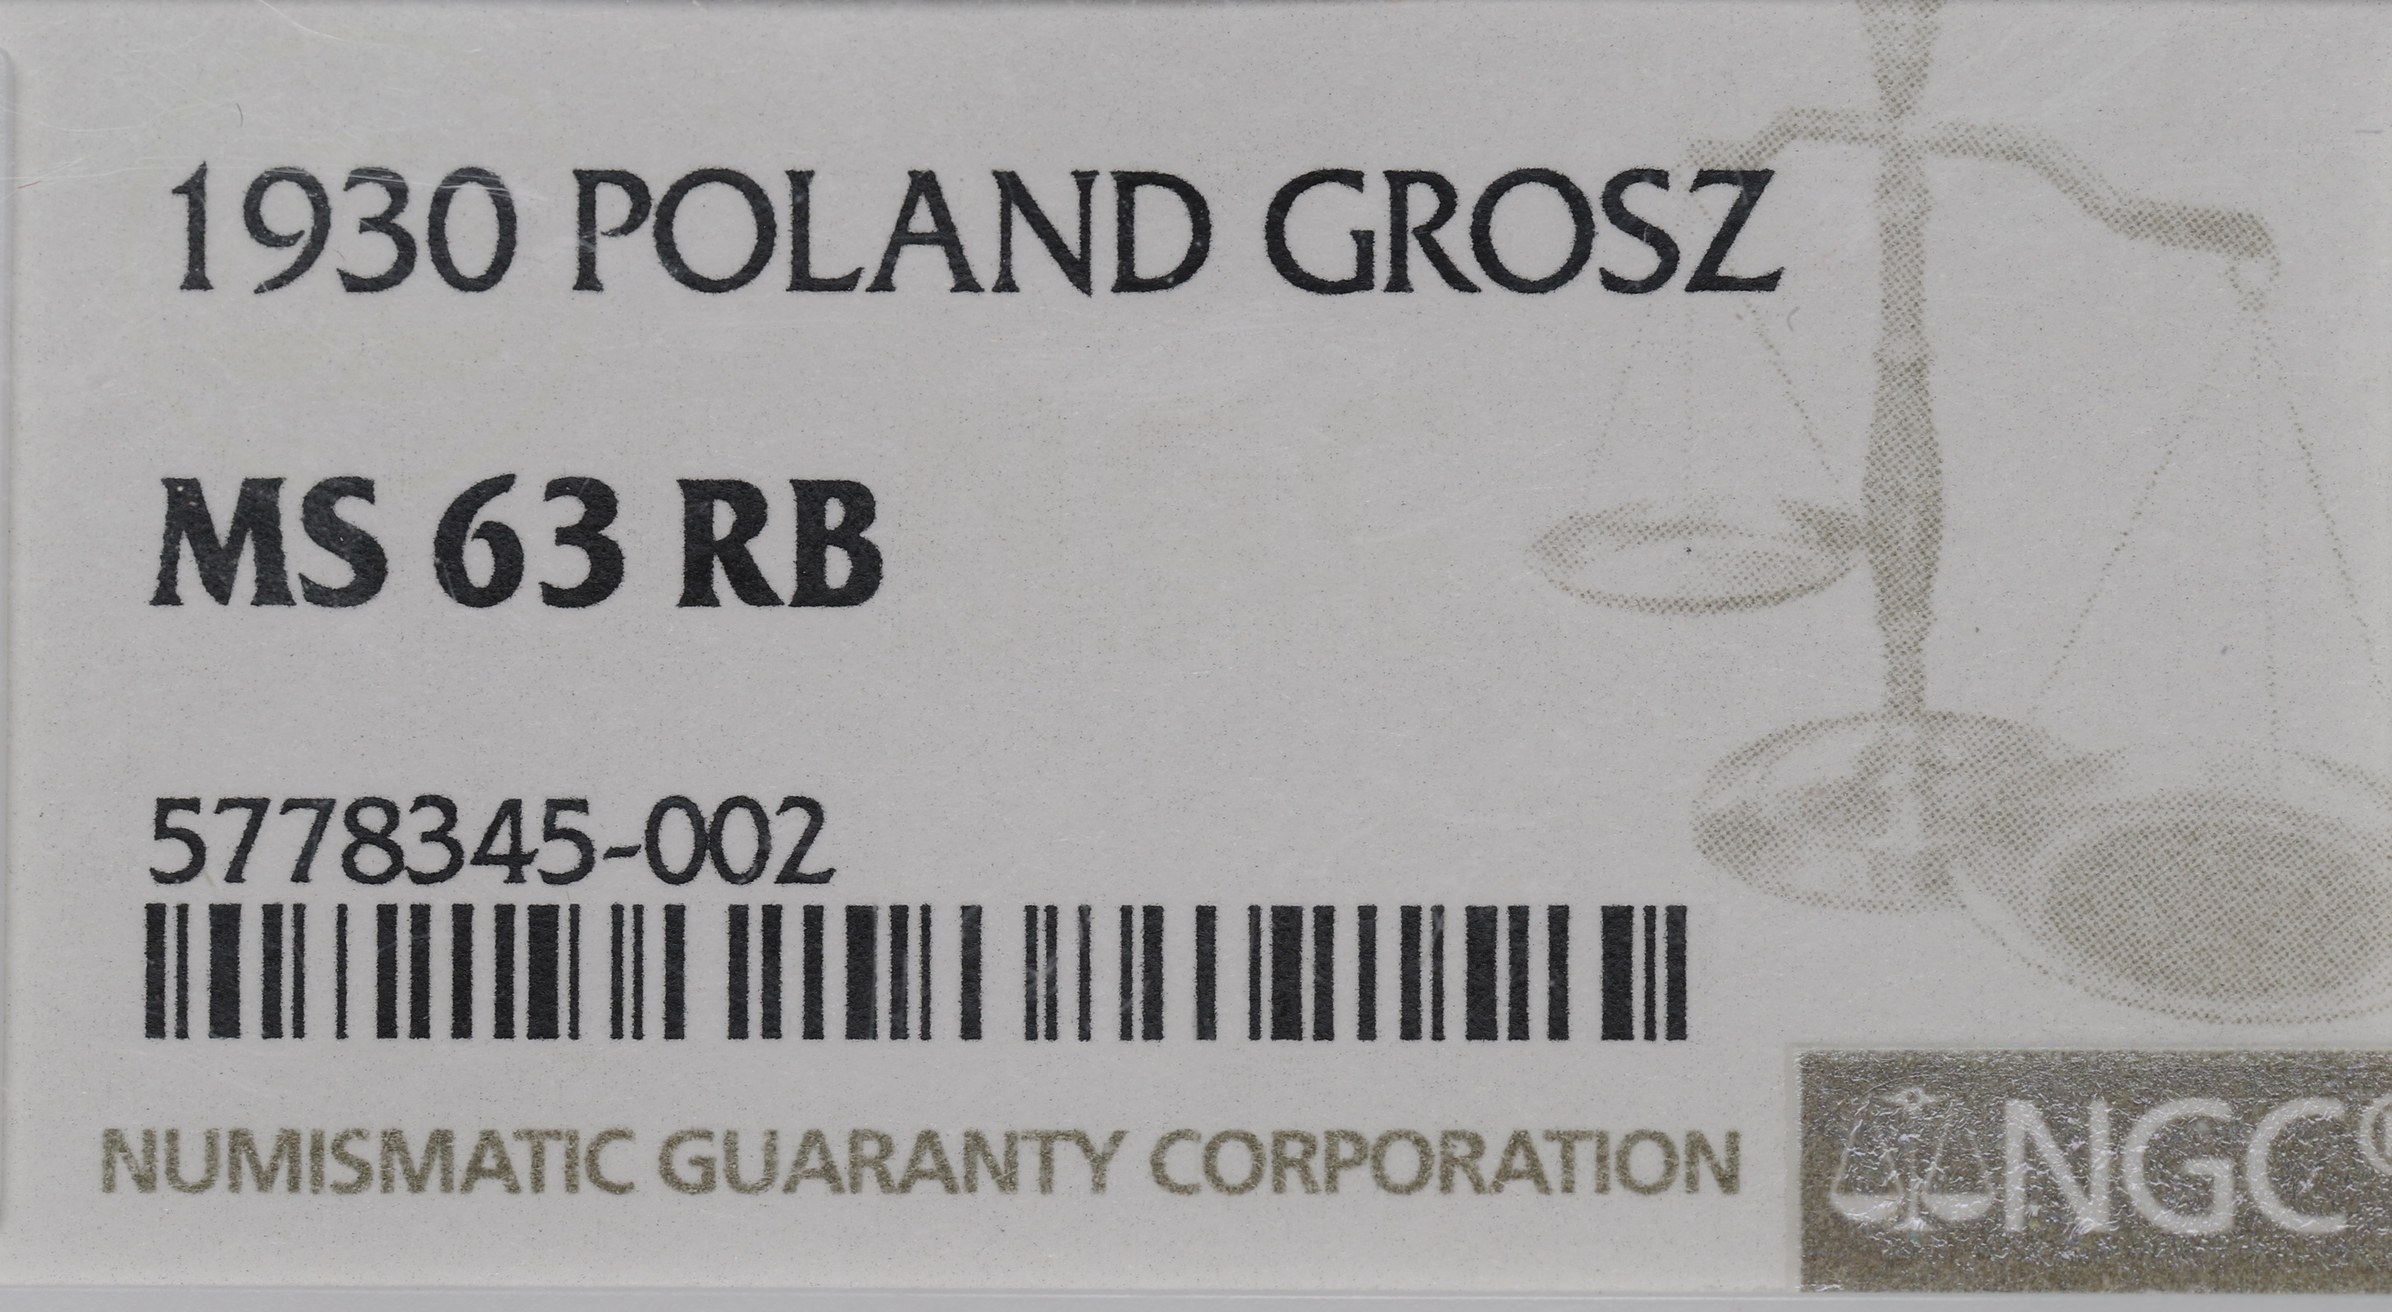 1930 POLAND GROSZ
MS 63 RB
5778345-002
NUMISMATIC GUARANTY CORPORATION
NGC®